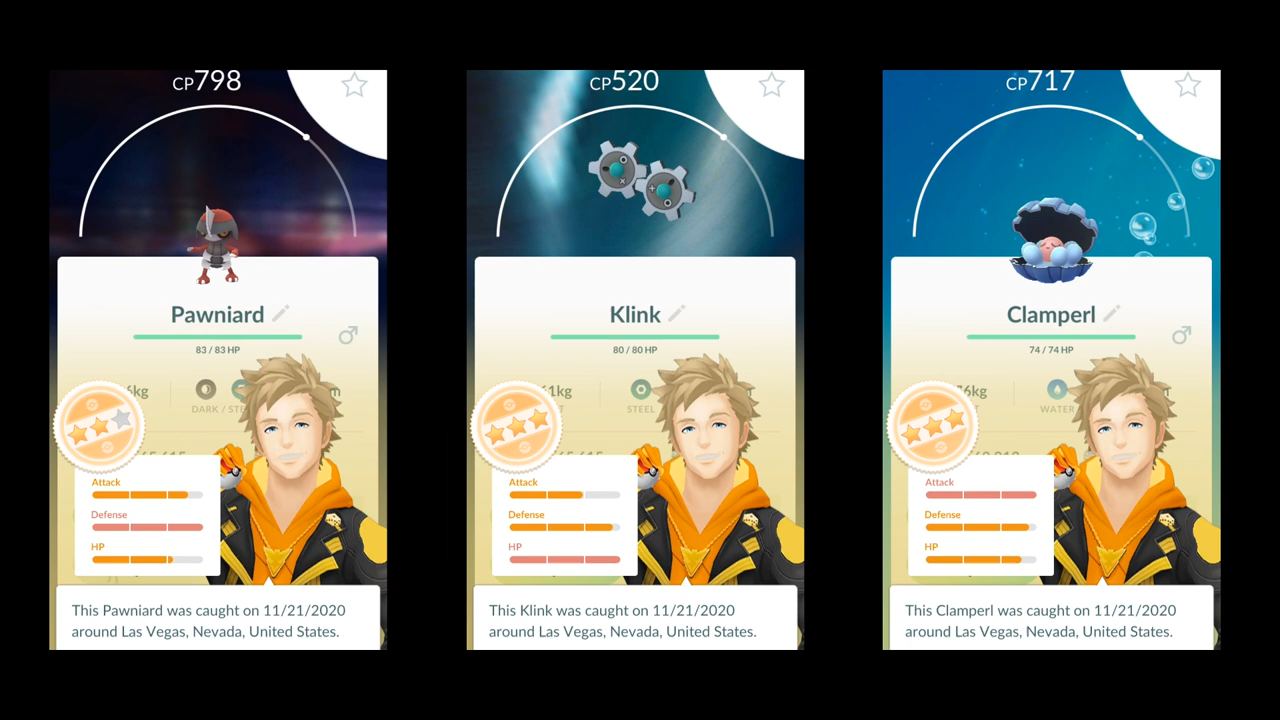 CP798
Pawniard
83 / 83 HP
kg
DARK / STE
Attack
Defense
HP
This Pawniard was caught on 11/21/2020
around Las Vegas, Nevada, United States.
CP520
Klink
80 / 80 HP
1kg
STEEL
Attack
Defense
HP
This Klink was caught on 11/21/2020
around Las Vegas, Nevada, United States.
CP717
Clamperl
74 / 74 HP
6kg
WATER
Attack
Defense
HP
This Clamperl was caught on 11/21/2020
around Las Vegas, Nevada, United States.